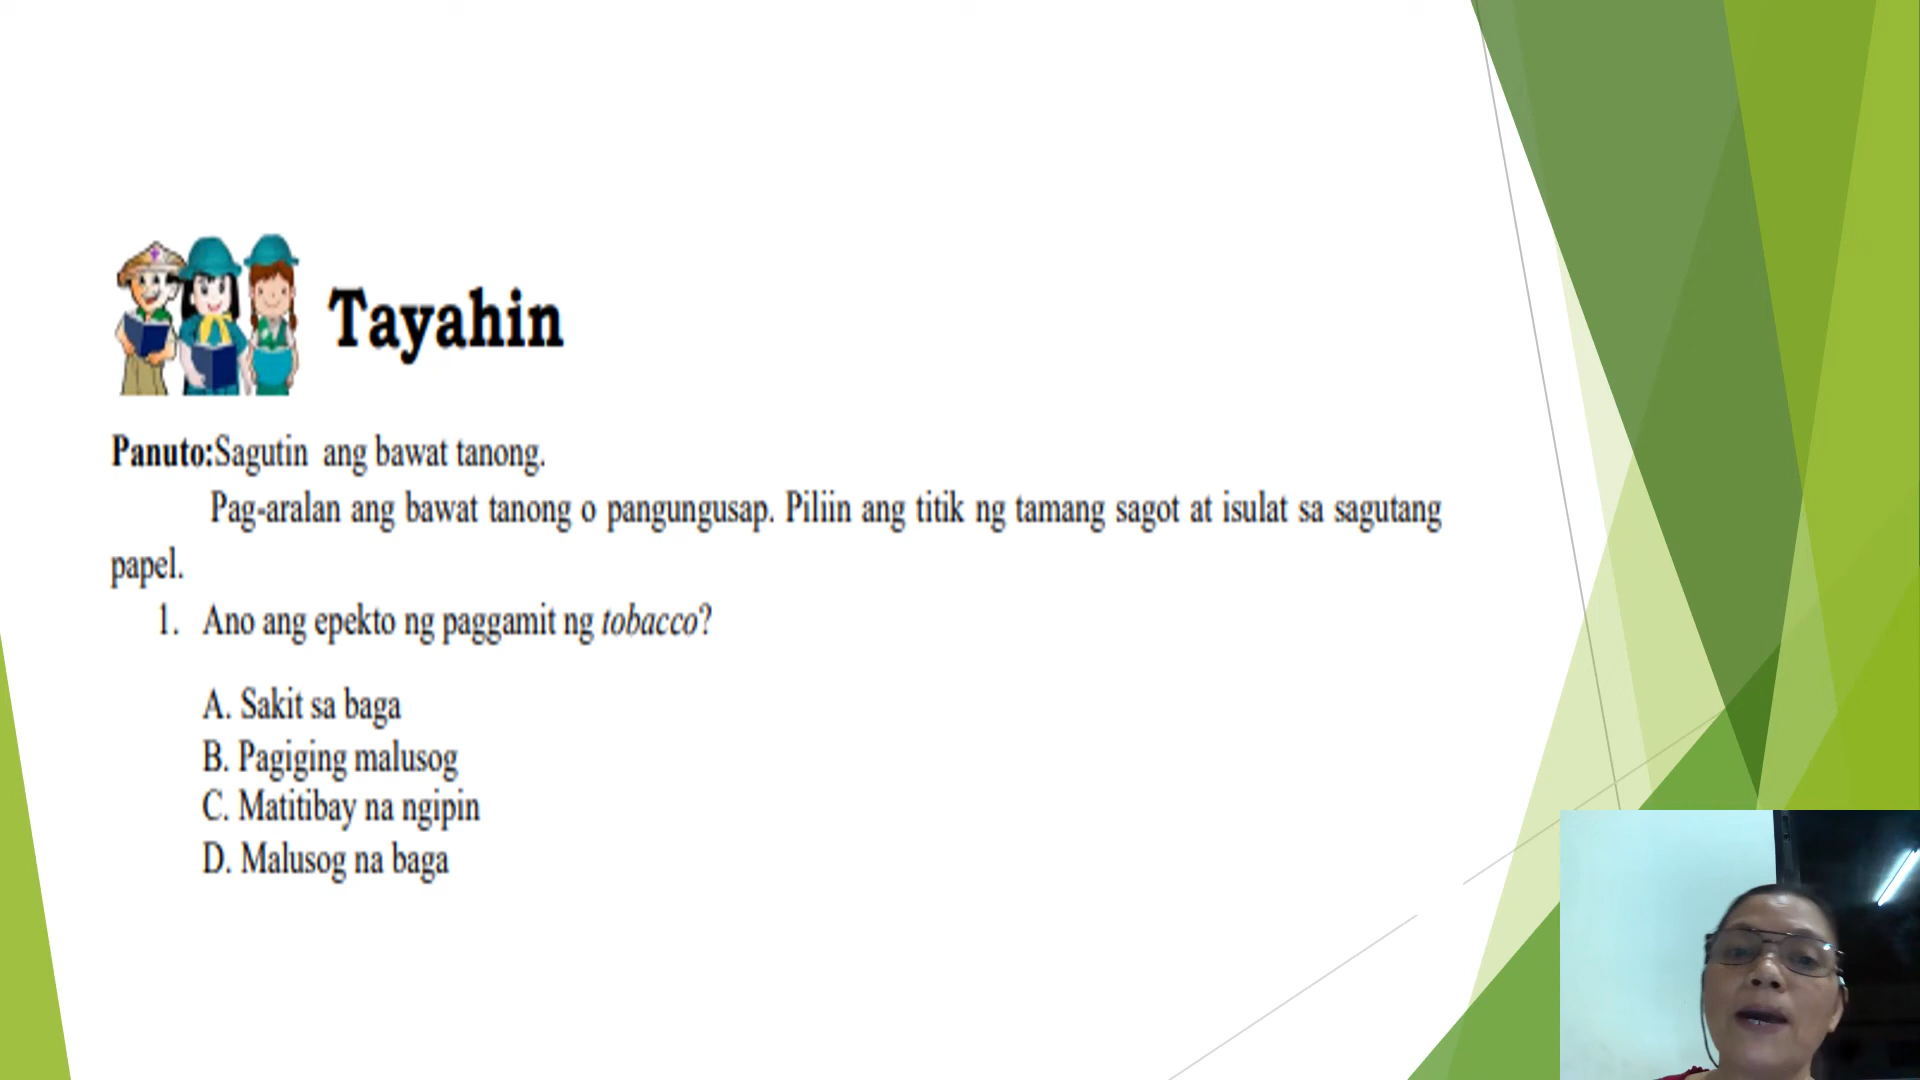 Tayahin
Panuto:Sagutin ang bawat tanong.
Pag-aralan ang bawat tanong o pangungusap. Piliin ang titik ng tamang sagot at isulat sa sagutang
papel.
1. Ano ang epekto ng paggamit ng tobacco?
A. Sakit sa baga
B. Pagiging malusog
C. Matitibay na ngipin
D. Malusog na baga